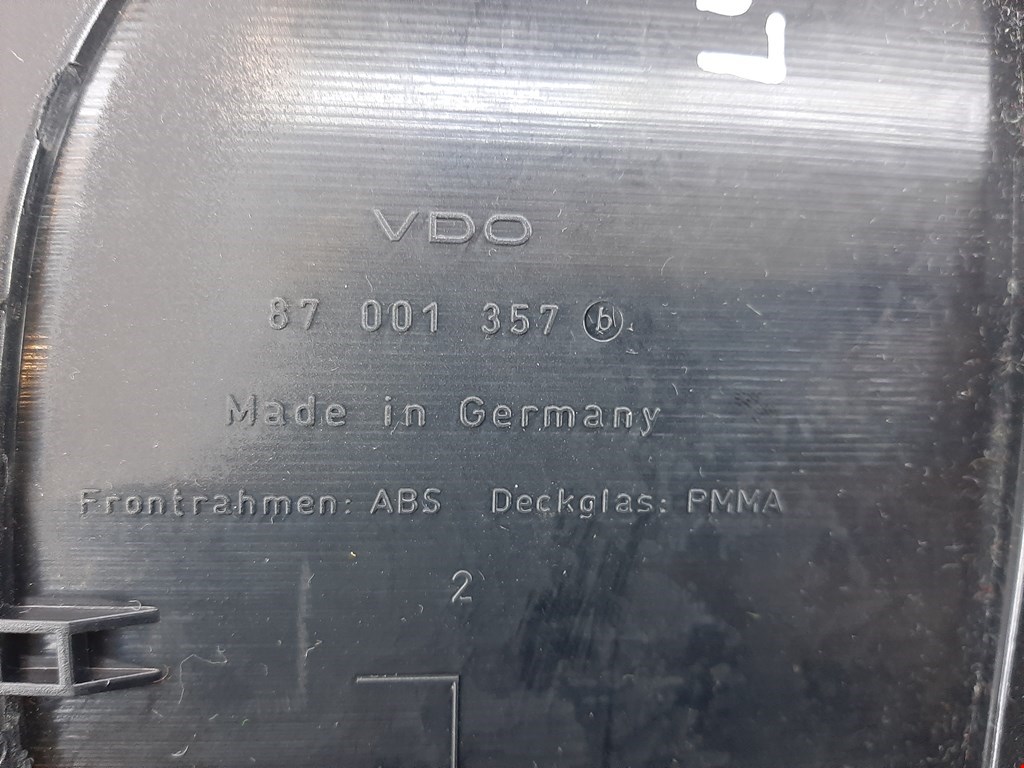 VDO
87 001 357 b
Made in Germany
Frontrahmen: ABS Deckglas: PMMA
2